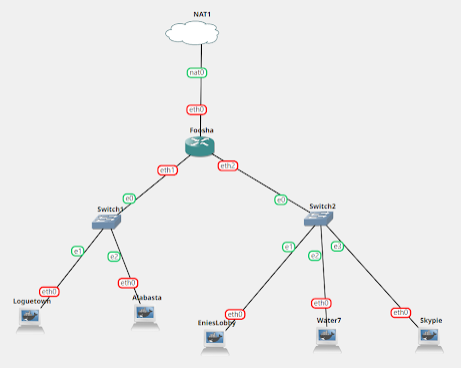 NAT1
nat0
eth0
Foosha
eth1
eth2
e0
e0
Switch1
Switch2
e1
e2
e1
e2
e3
eth0
eth0
eth0
eth0
eth0
Loguetown
Alabasta
EniesLobby
Water7
Skypie